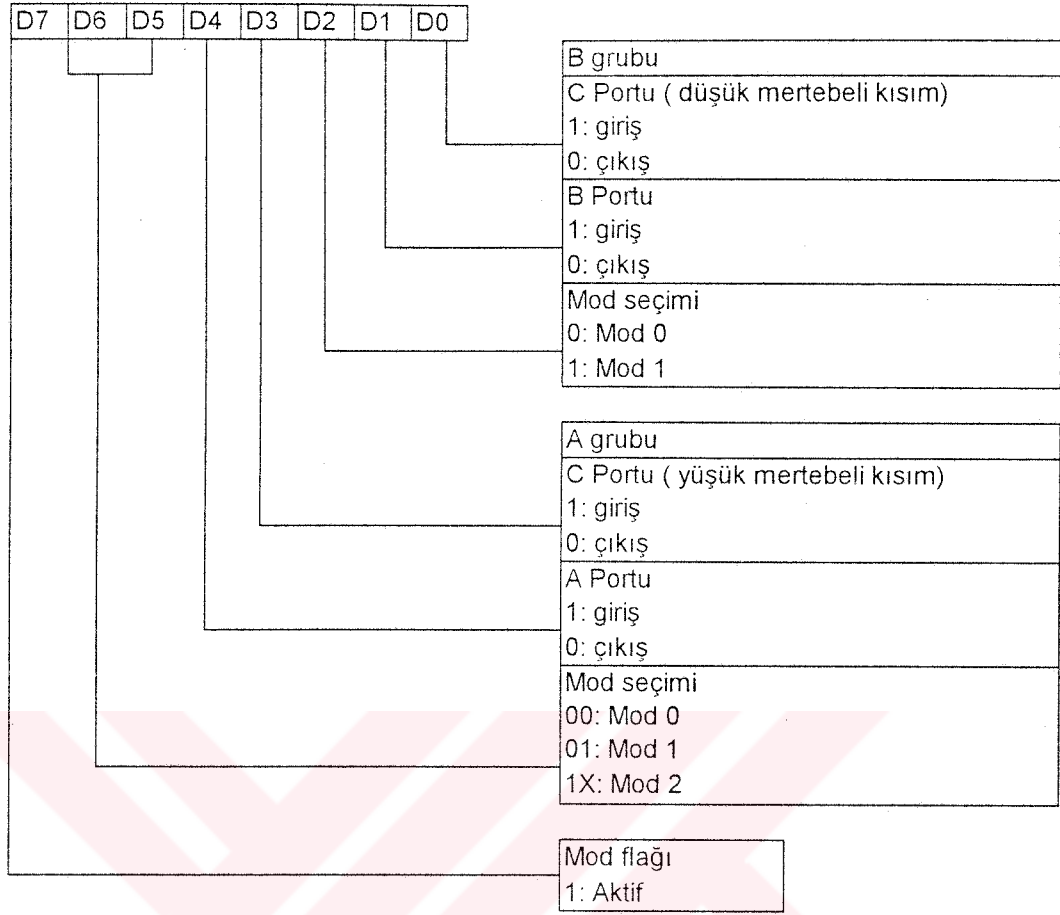 D7 D6 D5 D4 D3 D2 D1 D0
B grubu
C Portu ( düşük mertebeli kısım)
1: giriş
0: çıkış
B Portu
1: giriş
0: çıkış
Mod seçimi
0: Mod 0
1: Mod 1
A grubu
C Portu ( yüşük mertebeli kısım)
1: giriş
0: çıkış
A Portu
1: giriş
0: çıkış
Mod seçimi
00: Mod 0
01: Mod 1
1X: Mod 2
Mod flağı
1: Aktif